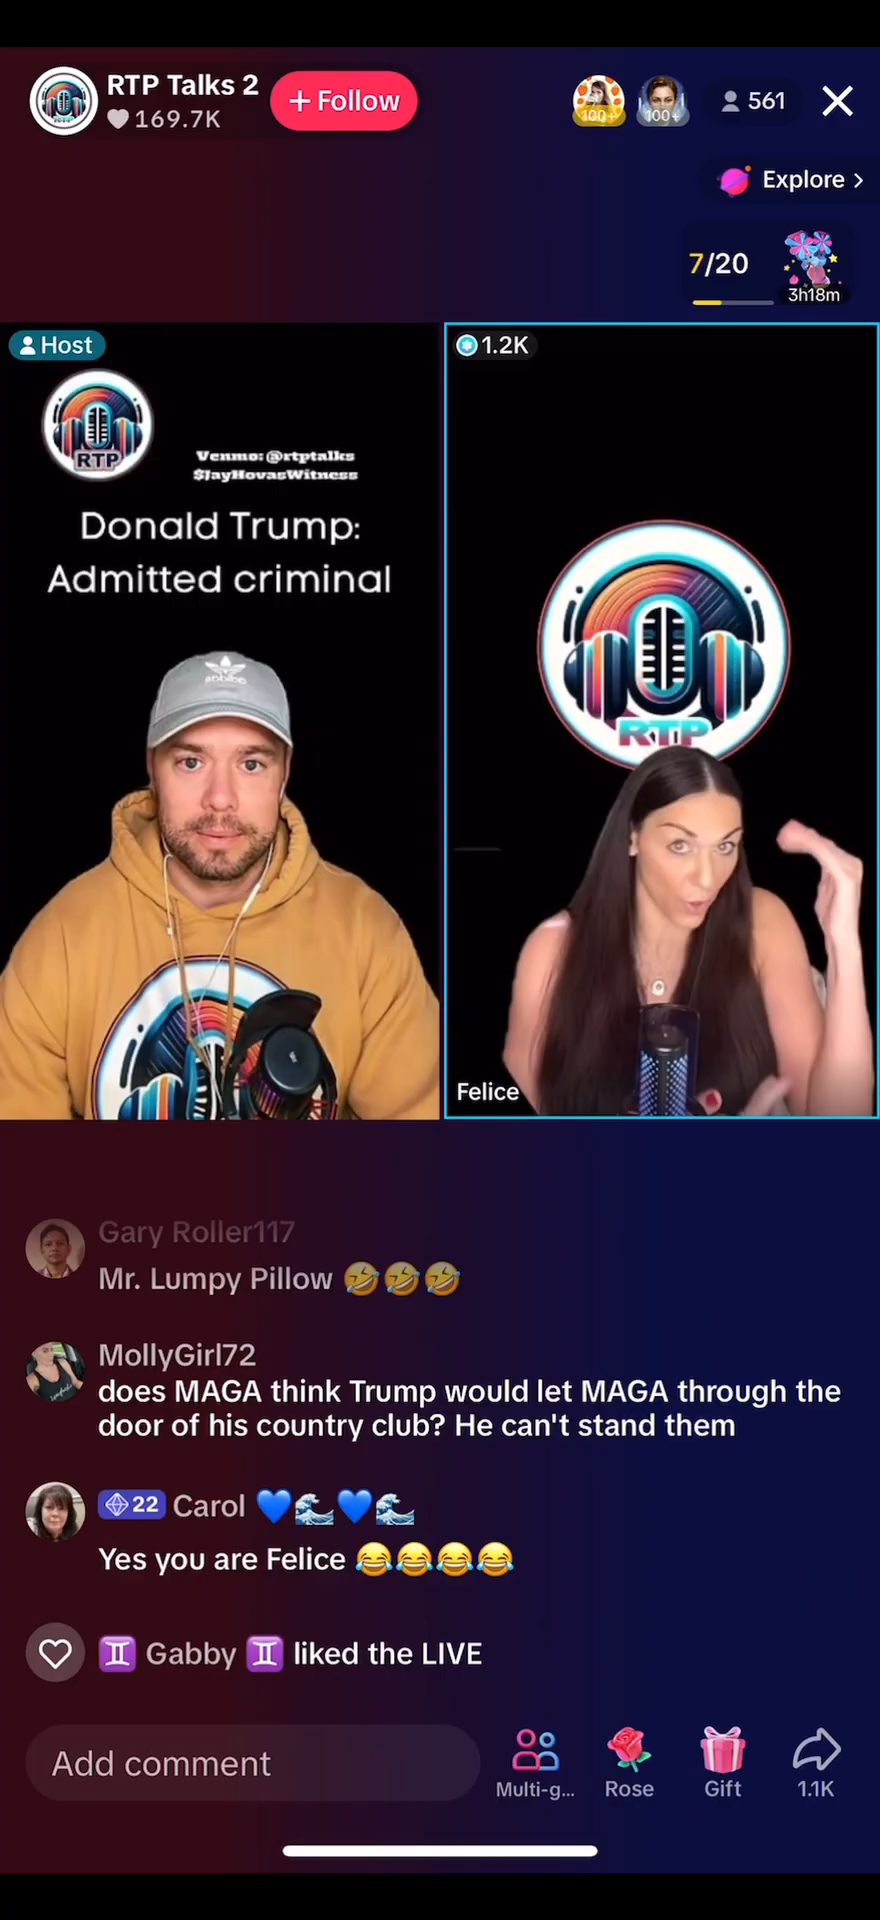 RTP Talks 2
169.7K
+ Follow
100+
100+
561
Explore >
7/20
3h18m
Host
1.2K
RTP
Venmo: @rtptalks
$JayHovasWitness
Donald Trump:
Admitted criminal
adidas
RTP
Felice
Gary Roller117
Mr. Lumpy Pillow 🤣🤣🤣
MollyGirl72
does MAGA think Trump would let MAGA through the
door of his country club? He can't stand them
22 Carol 💙🌊💙🌊
Yes you are Felice 😂😂😂😂
♊ Gabby ♊ liked the LIVE
Add comment
Multi-g...
Rose
Gift
1.1K